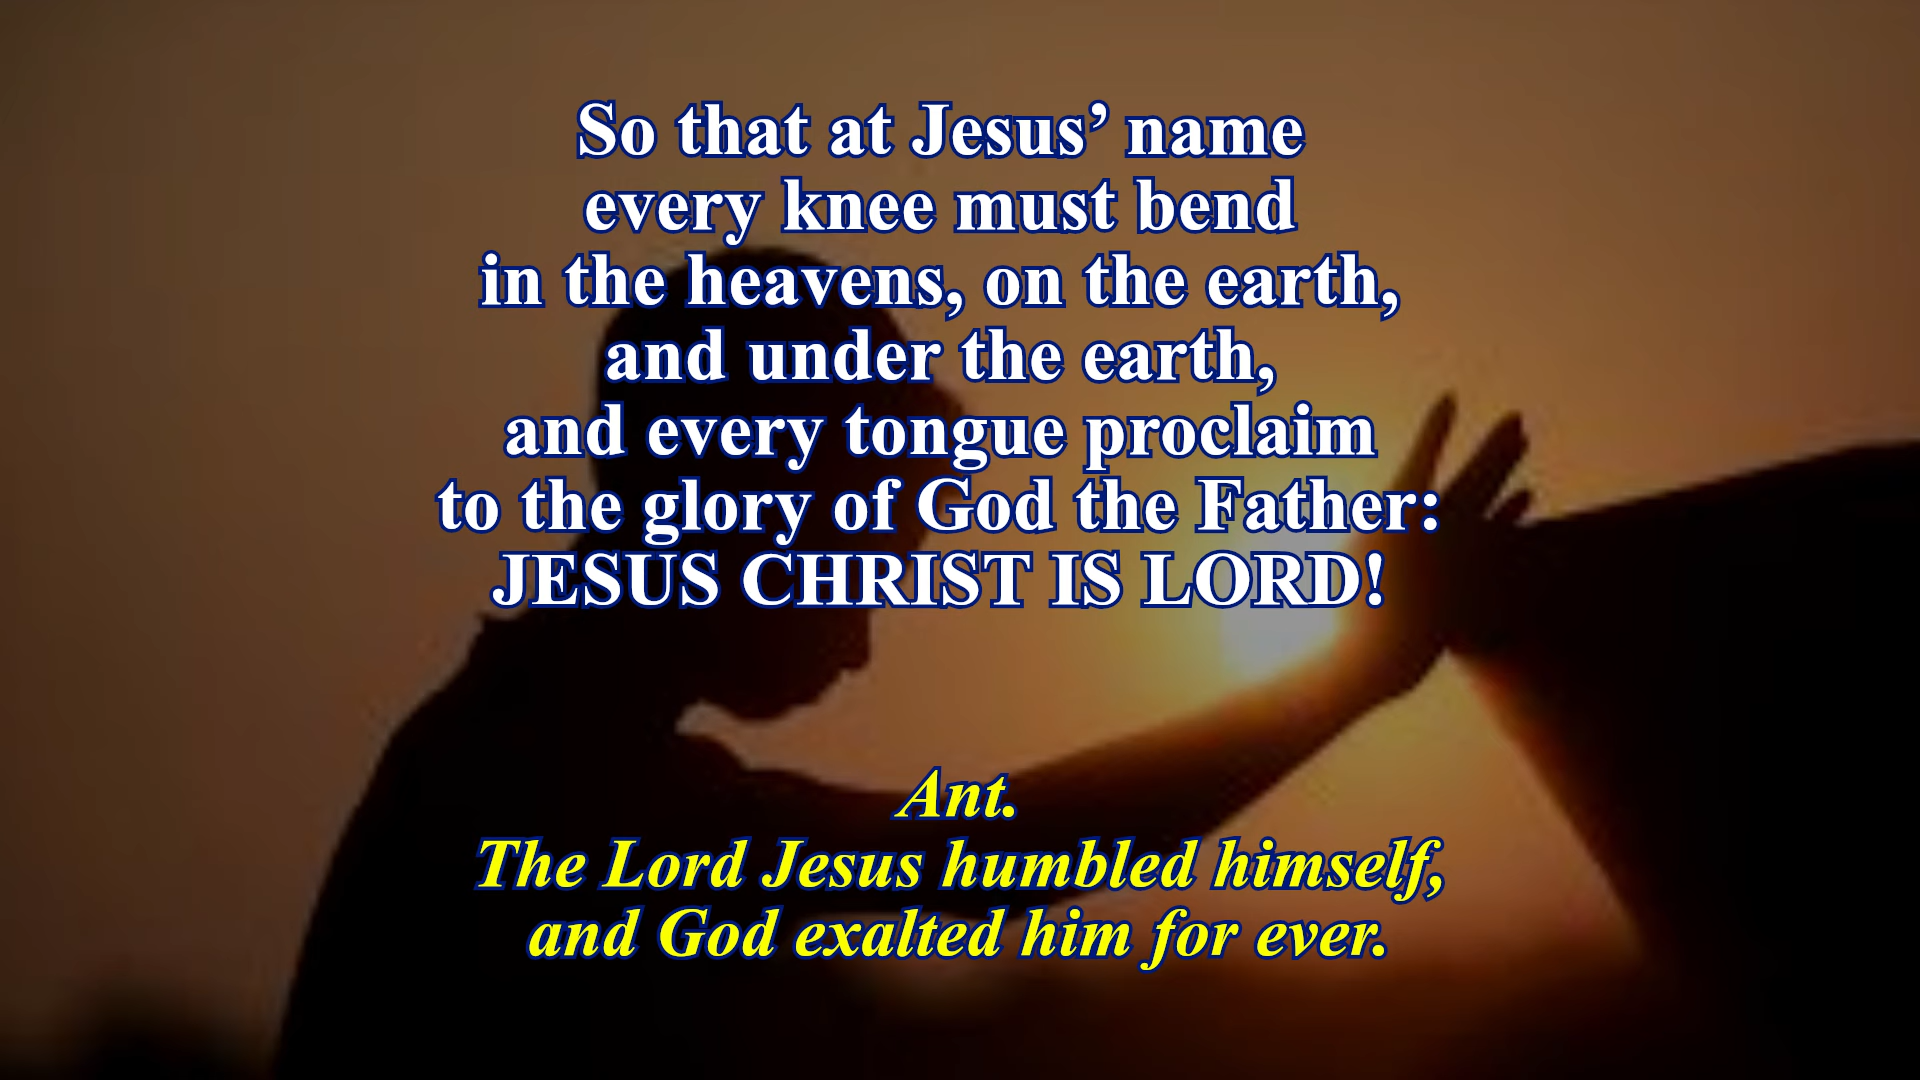 So that at Jesus’ name
every knee must bend
in the heavens, on the earth,
and under the earth,
and every tongue proclaim
to the glory of God the Father:
JESUS CHRIST IS LORD!
Ant.
The Lord Jesus humbled himself,
and God exalted him for ever.